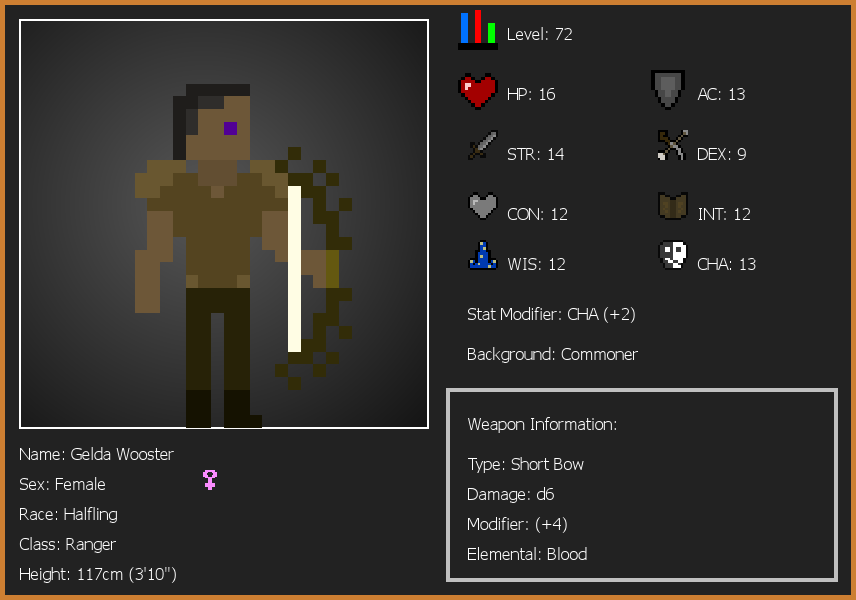 Level: 72
HP: 16
AC: 13
STR: 14
DEX: 9
CON: 12
INT: 12
WIS: 12
CHA: 13
Stat Modifier: CHA (+2)
Background: Commoner
Weapon Information:
Type: Short Bow
Damage: d6
Modifier: (+4)
Elemental: Blood
Name: Gelda Wooster
Sex: Female
Race: Halfling
Class: Ranger
Height: 117cm (3'10")